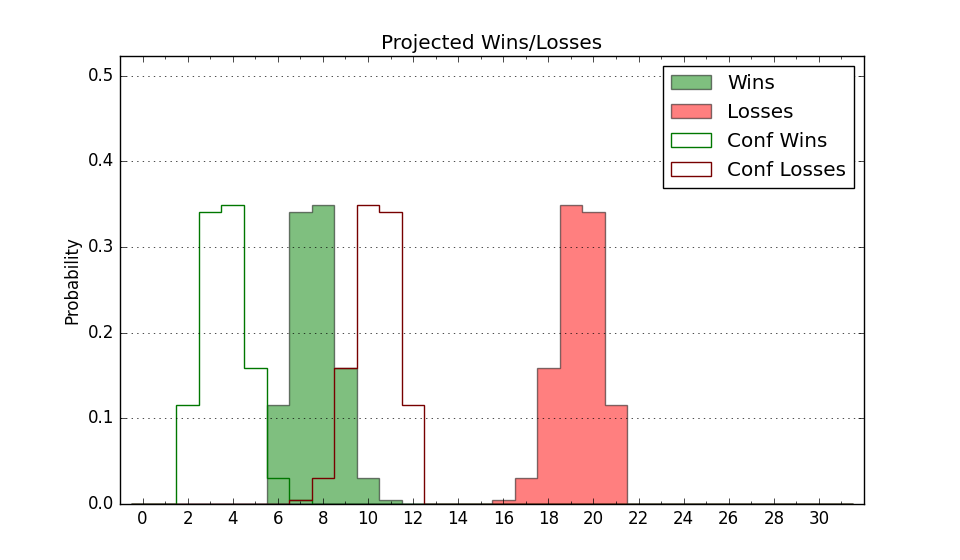 Projected Wins/Losses
Probability
0.5
0.4
0.3
0.2
0.1
0.0
Wins
Losses
Conf Wins
Conf Losses
0 2 4 6 8 10 12 14 16 18 20 22 24 26 28 30